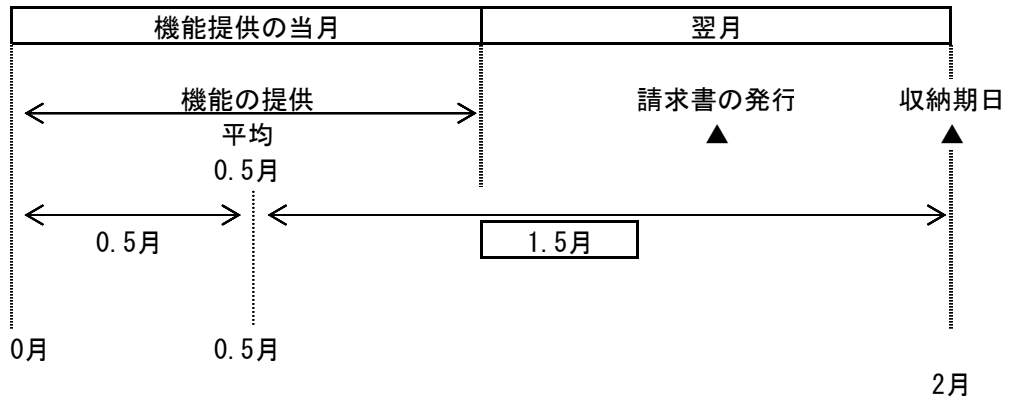 機能提供の当月 翌月
機能の提供 請求書の発行 収納期日
平均 ▲ ▲
0.5月
0.5月 1.5月
0月 0.5月
2月